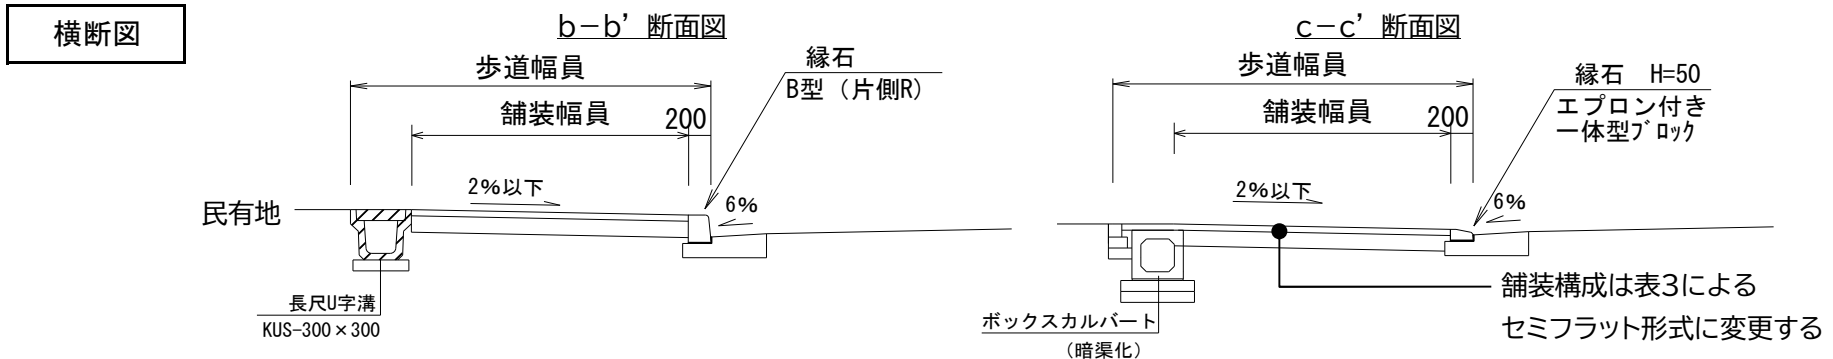 横断図
b－b’ 断面図
歩道幅員
舗装幅員
200
縁石
B型（片側R）
2%以下
6%
民有地
長尺U字溝
KUS-300×300
c－c’ 断面図
歩道幅員
舗装幅員
200
縁石　H=50
エプロン付き
一体型ブロック
2%以下
6%
ボックスカルバート
（暗渠化）
舗装構成は表3による
セミフラット形式に変更する